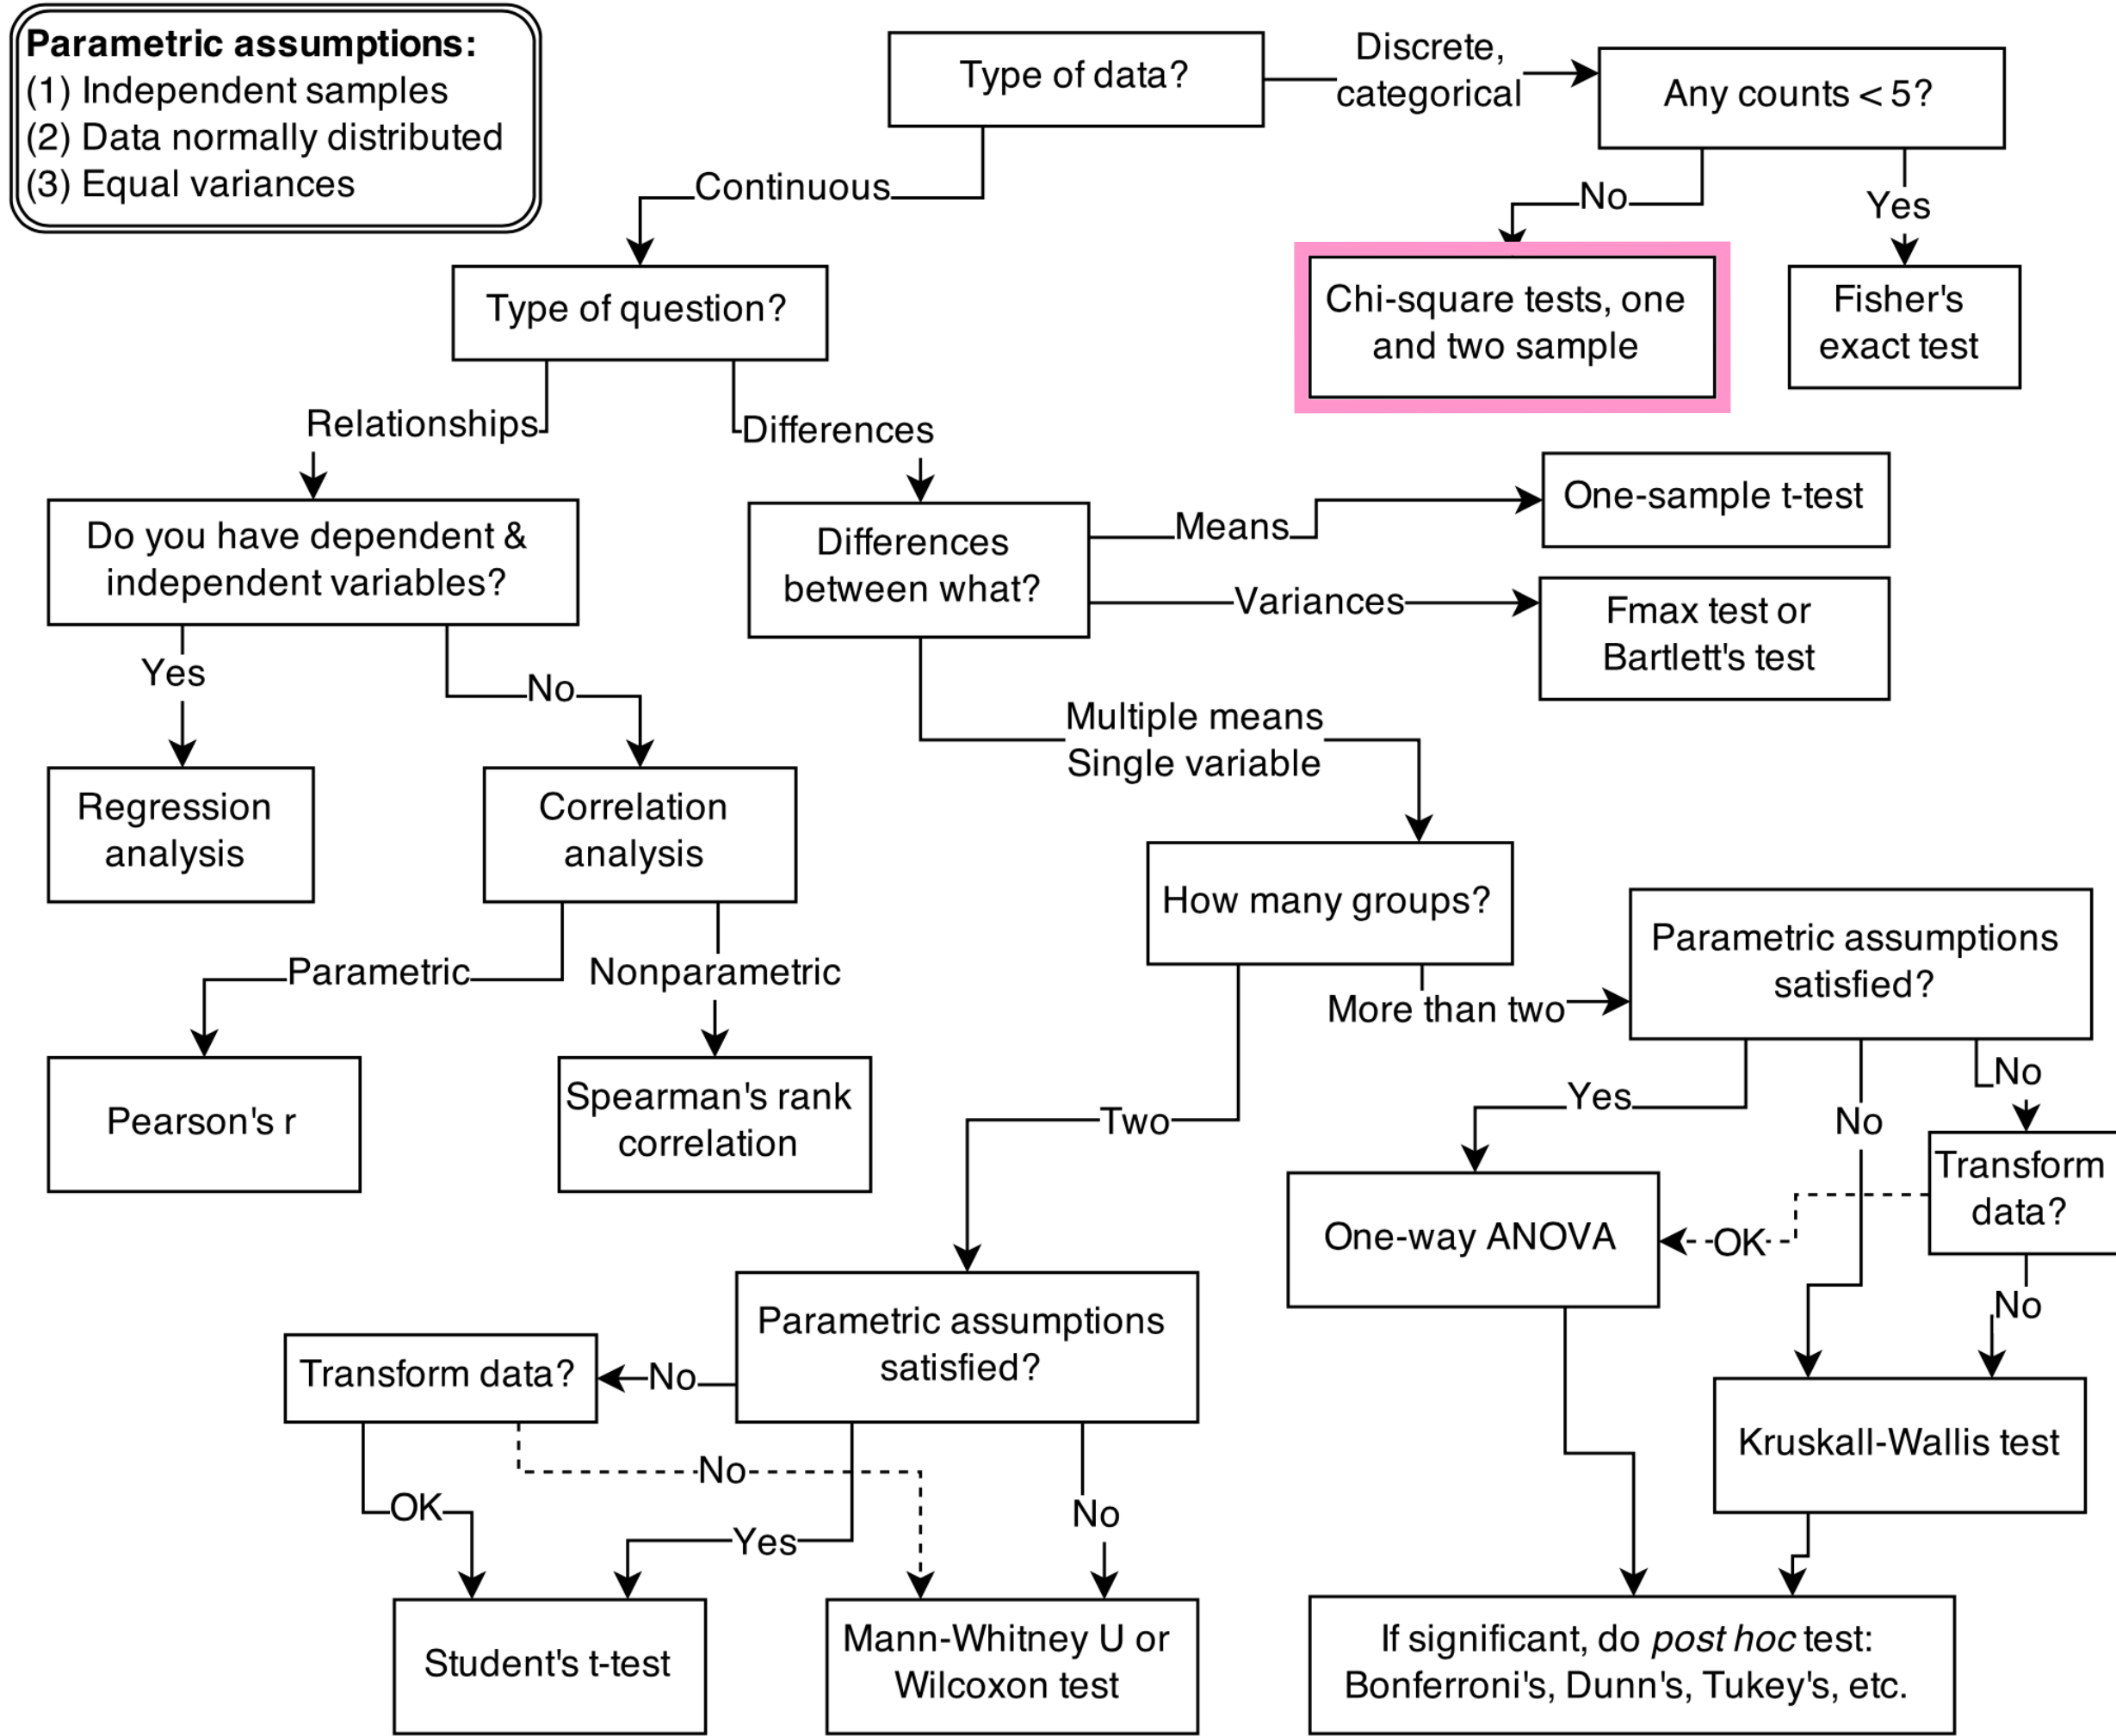 Parametric assumptions:
(1) Independent samples
(2) Data normally distributed
(3) Equal variances
Type of data?
Discrete,
categorical
Any counts < 5?
Continuous
No
Yes
Type of question?
Chi-square tests, one
and two sample
Fisher's
exact test
Relationships
Differences
Do you have dependent &
independent variables?
Differences
between what?
Means
One-sample t-test
Variances
Fmax test or
Bartlett's test
Yes
No
Multiple means
Single variable
Regression
analysis
Correlation
analysis
How many groups?
Parametric assumptions
satisfied?
Parametric
Nonparametric
More than two
Pearson's r
Spearman's rank
correlation
Two
Yes
No
No
Transform
data?
One-way ANOVA
OK
No
Parametric assumptions
satisfied?
Transform data?
No
Kruskall-Wallis test
No
OK
Yes
No
Student's t-test
Mann-Whitney U or
Wilcoxon test
If significant, do post hoc test:
Bonferroni's, Dunn's, Tukey's, etc.